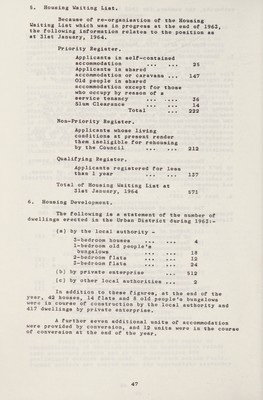 5. Housing Waiting List.
Because of re-organisation of the Housing
Waiting List which was in progress at the end of 1963,
the following information relates to the position as
at 31st January, 1964.
Priority Register.
Applicants in self-contained
accommodation ... ... 25
Applicants in shared
accommodation or caravans ... 147
Old people in shared
accommodation except for those
who occupy by reason of a
service tenancy ... ... 36
Slum Clearance ... ... 14
Total ... 222
Non-Priority Register.
Applicants whose living
conditions at present render
them ineligible for rehousing
by the Council ... ... 212
Qualifying Register.
Applicants registered for less
than 1 year ... ... 137
Total of Housing Waiting List at
31st January, 1964 571
6. Housing Development.
The following is a statement of the number of
dwellings erected in the Urban District during 1963:-
(a) by the local authority -
3-bedroom houses ... ... 4
1-bedroom old people's
bungalows ... ... 18
2-bedroom flats ... ... 12
3-bedroom flats ... ... 24
(b) by private enterprise ... 512
(c) by other local authorities ... 2
In addition to these figures, at the end of the
year, 42 houses, 14 flats and 8 old people's bungalows
were in course of construction by the local authority and
417 dwellings by private enterprise.
A further seven additional units of accommodation
were provided by conversion, and 12 units were in the course
of conversion at the end of the year.
47